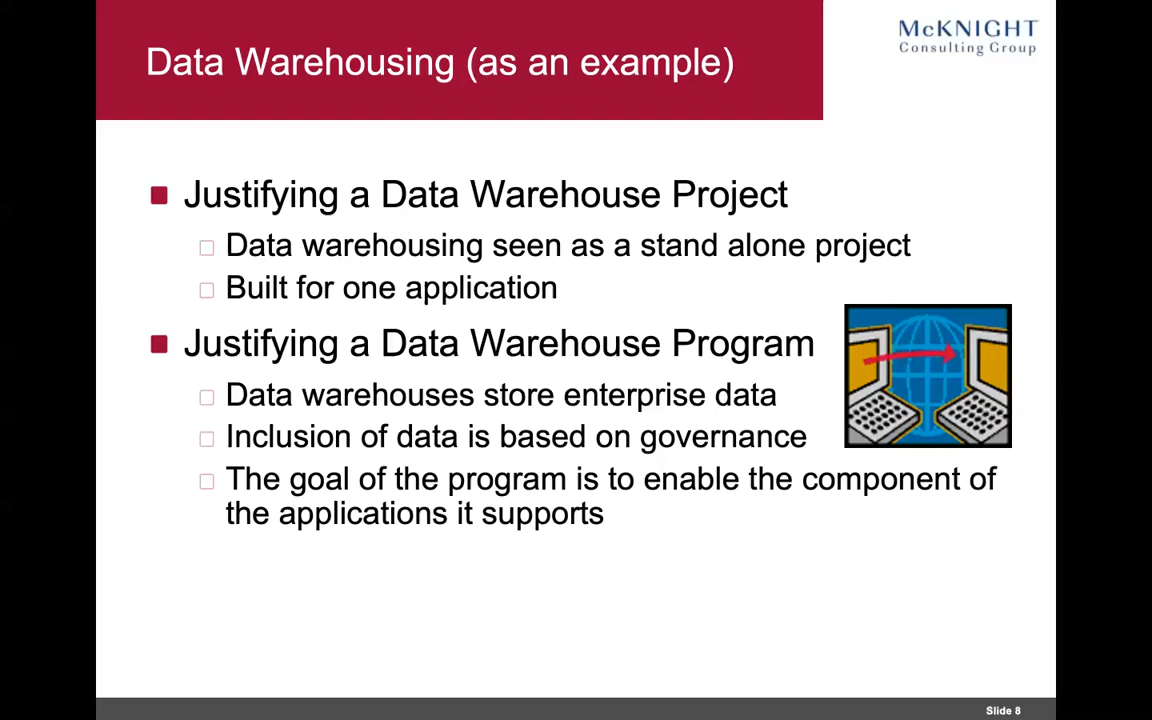 Data Warehousing (as an example)
McKNIGHT
Consulting Group
Justifying a Data Warehouse Project
Data warehousing seen as a stand alone project
Built for one application
Justifying a Data Warehouse Program
Data warehouses store enterprise data
Inclusion of data is based on governance
The goal of the program is to enable the component of
the applications it supports
Slide 8